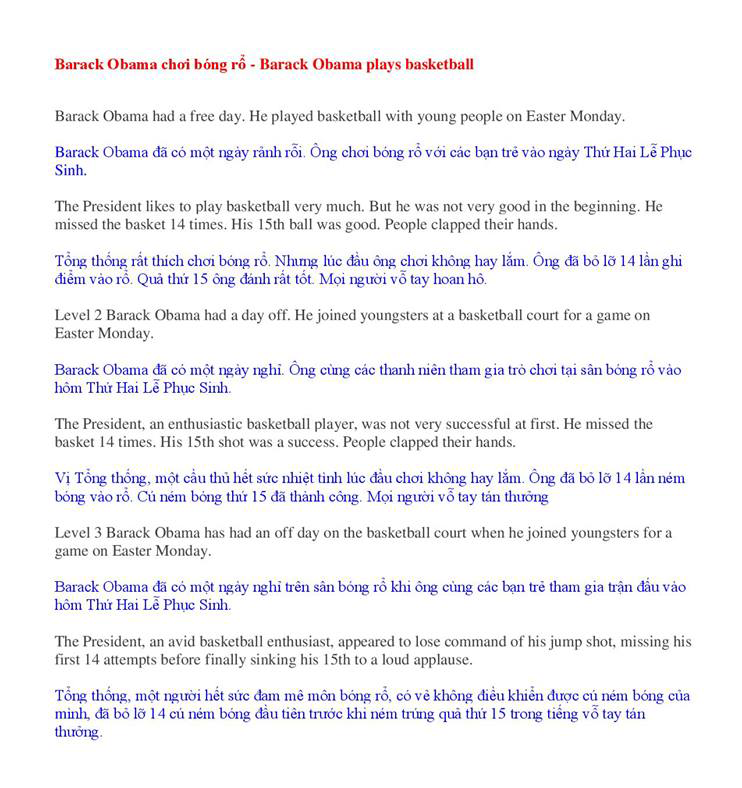 Barack Obama chơi bóng rổ - Barack Obama plays basketball
Barack Obama had a free day. He played basketball with young people on Easter Monday.
Barack Obama đã có một ngày rảnh rỗi. Ông chơi bóng rổ với các bạn trẻ vào ngày Thứ Hai Lễ Phục
Sinh.
The President likes to play basketball very much. But he was not very good in the beginning. He
missed the basket 14 times. His 15th ball was good. People clapped their hands.
Tổng thống rất thích chơi bóng rổ. Nhưng lúc đầu ông chơi không hay lắm. Ông đã bỏ lỡ 14 lần ghi
điểm vào rổ. Quả thứ 15 ông đánh rất tốt. Mọi người vỗ tay hoan hô.
Level 2 Barack Obama had a day off. He joined youngsters at a basketball court for a game on
Easter Monday.
Barack Obama đã có một ngày nghỉ. Ông cùng các thanh niên tham gia trò chơi tại sân bóng rổ vào
hôm Thứ Hai Lễ Phục Sinh.
The President, an enthusiastic basketball player, was not very successful at first. He missed the
basket 14 times. His 15th shot was a success. People clapped their hands.
Vị Tổng thống, một cầu thủ hết sức nhiệt tình lúc đầu chơi không hay lắm. Ông đã bỏ lỡ 14 lần ném
bóng vào rổ. Cú ném bóng thứ 15 đã thành công. Mọi người vỗ tay tán thưởng
Level 3 Barack Obama has had an off day on the basketball court when he joined youngsters for a
game on Easter Monday.
Barack Obama đã có một ngày nghỉ trên sân bóng rổ khi ông cùng các bạn trẻ tham gia trận đấu vào
hôm Thứ Hai Lễ Phục Sinh.
The President, an avid basketball enthusiast, appeared to lose command of his jump shot, missing his
first 14 attempts before finally sinking his 15th to a loud applause.
Tổng thống, một người hết sức đam mê môn bóng rổ, có vẻ không điều khiển được cú ném bóng của
mình, đã bỏ lỡ 14 cú ném bóng đầu tiên trước khi ném trúng quả thứ 15 trong tiếng vỗ tay tán
thưởng.